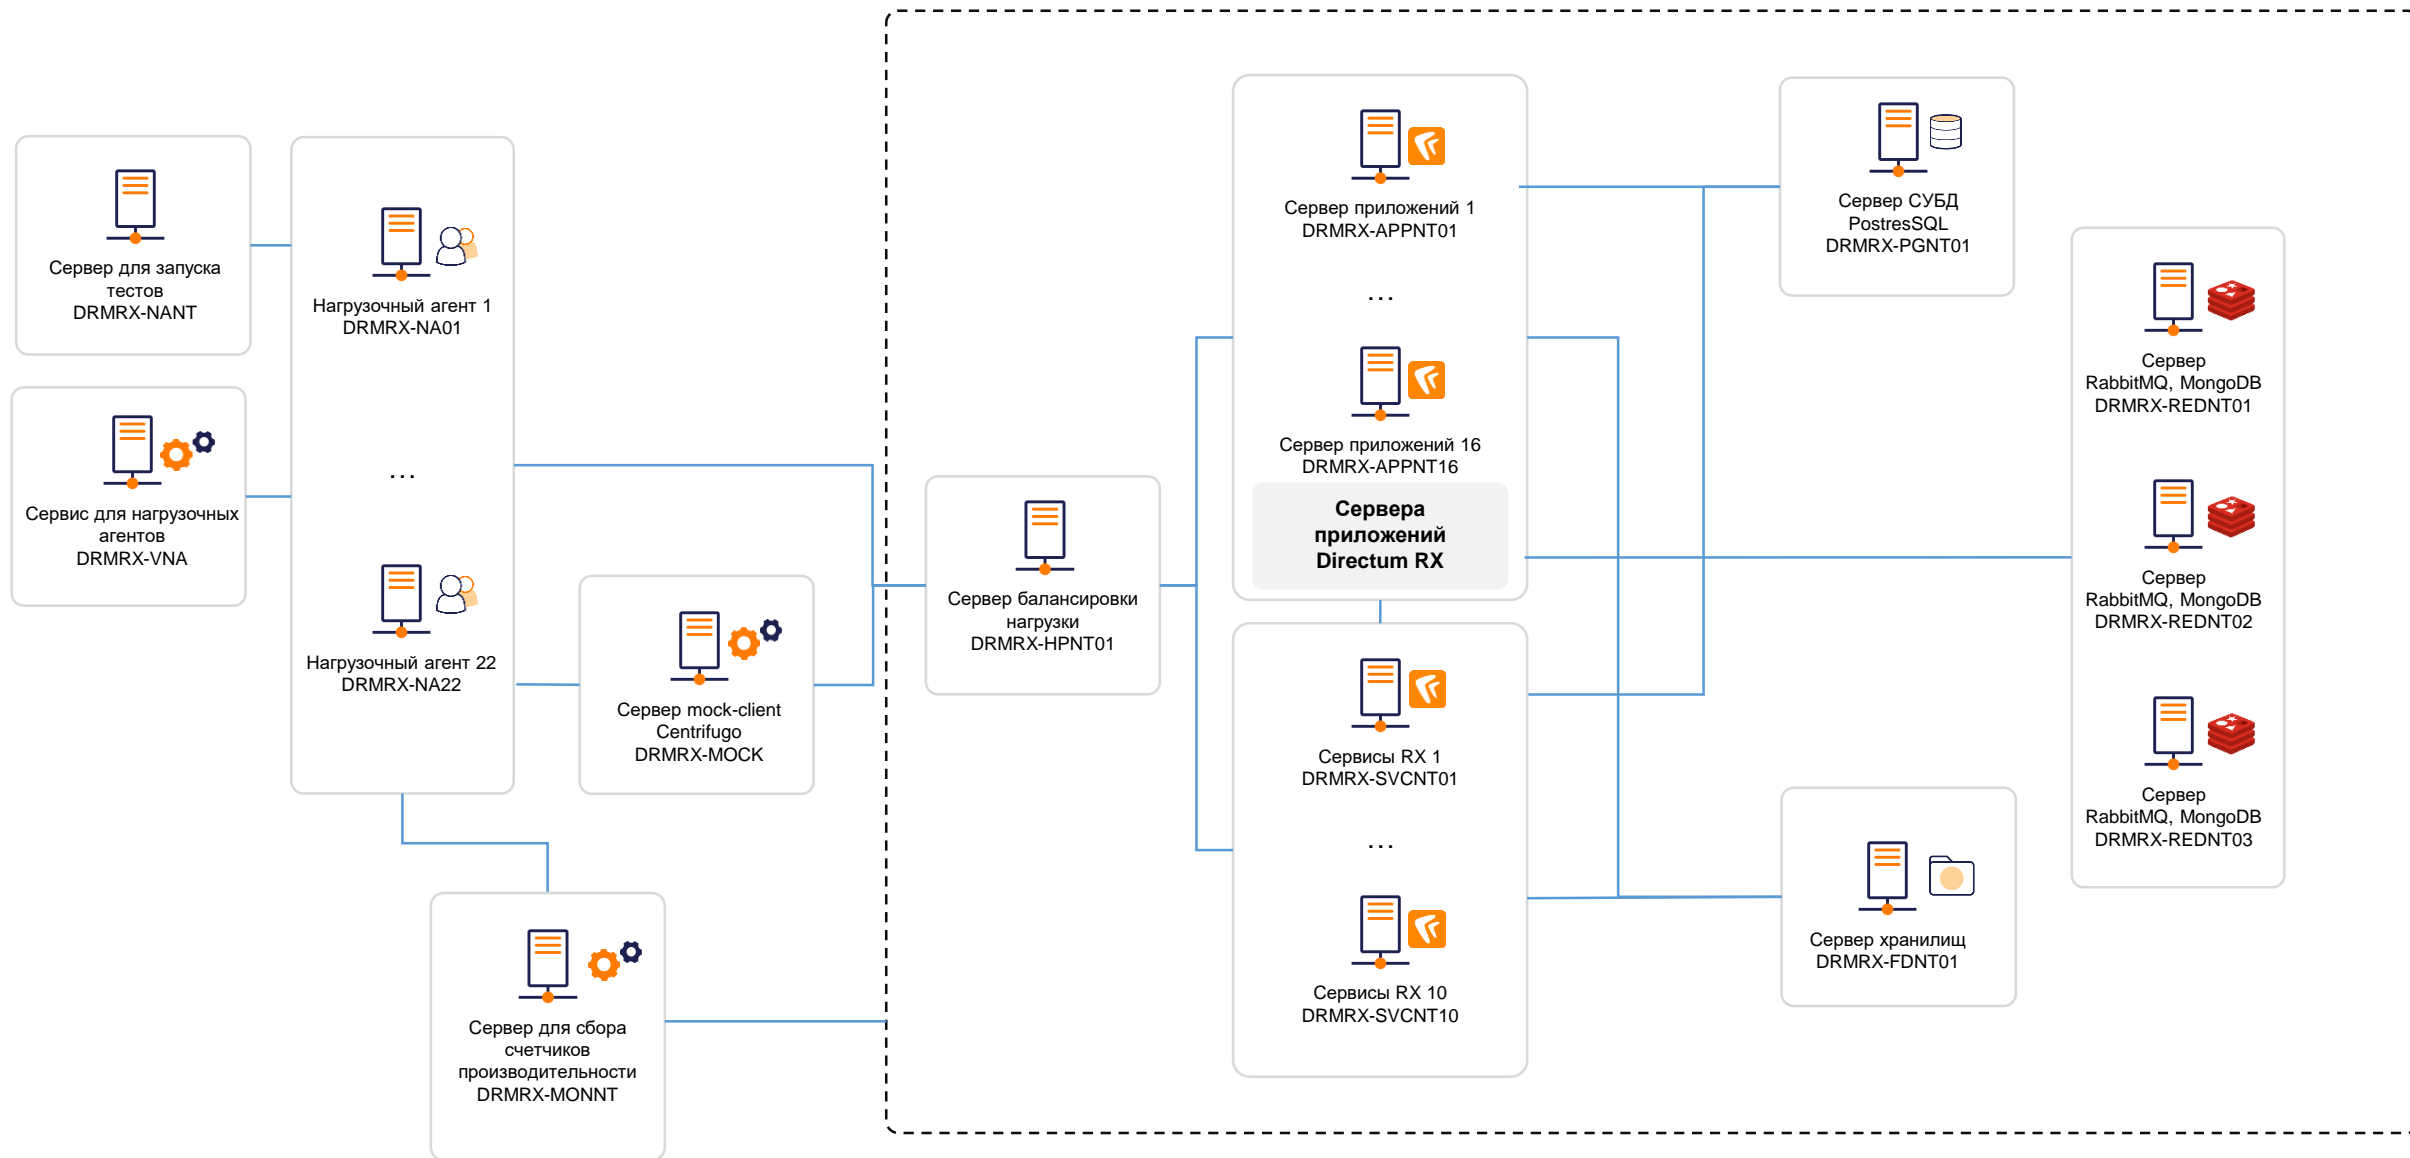 Сервер для запуска
тестов
DRMRX-NANT
Сервис для нагрузочных
агентов
DRMRX-VNA
Нагрузочный агент 1
DRMRX-NA01
...
Нагрузочный агент 22
DRMRX-NA22
Сервер mock-client
Centrifugo
DRMRX-MOCK
Сервер для сбора
счетчиков
производительности
DRMRX-MONNT
Сервер балансировки
нагрузки
DRMRX-HPNT01
Сервер приложений 1
DRMRX-APPNT01
...
Сервер приложений 16
DRMRX-APPNT16
Сервера
приложений
Directum RX
Сервисы RX 1
DRMRX-SVCNT01
...
Сервисы RX 10
DRMRX-SVCNT10
Сервер СУБД
PostresSQL
DRMRX-PGNT01
Сервер хранилищ
DRMRX-FDNT01
Сервер
RabbitMQ, MongoDB
DRMRX-REDNT01
Сервер
RabbitMQ, MongoDB
DRMRX-REDNT02
Сервер
RabbitMQ, MongoDB
DRMRX-REDNT03